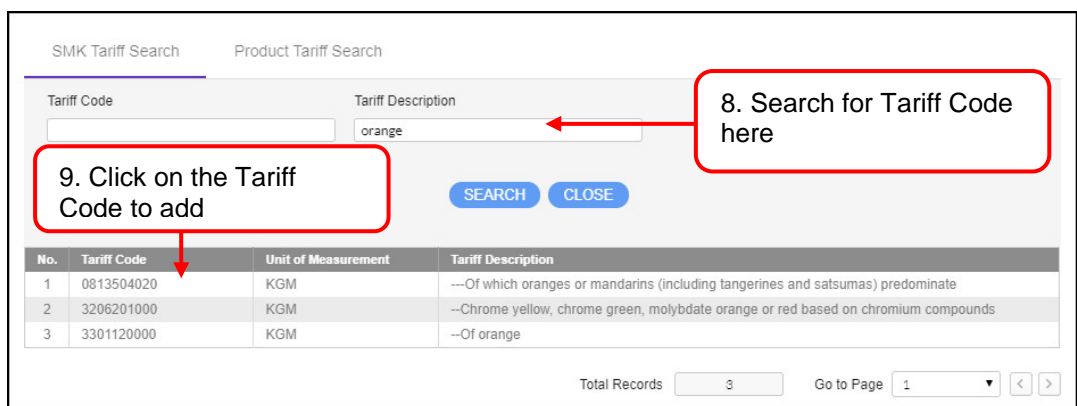 SMK Tariff Search Product Tariff Search
Tariff Code Tariff Description
orange
8. Search for Tariff Code
here
9. Click on the Tariff
Code to add
SEARCH CLOSE
No. Tariff Code Unit of Measurement Tariff Description
1 0813504020 KGM ---Of which oranges or mandarins (including tangerines and satsumas) predominate
2 3206201000 KGM --Chrome yellow, chrome green, molybdate orange or red based on chromium compounds
3 3301120000 KGM --Of orange
Total Records 3 Go to Page 1 < >